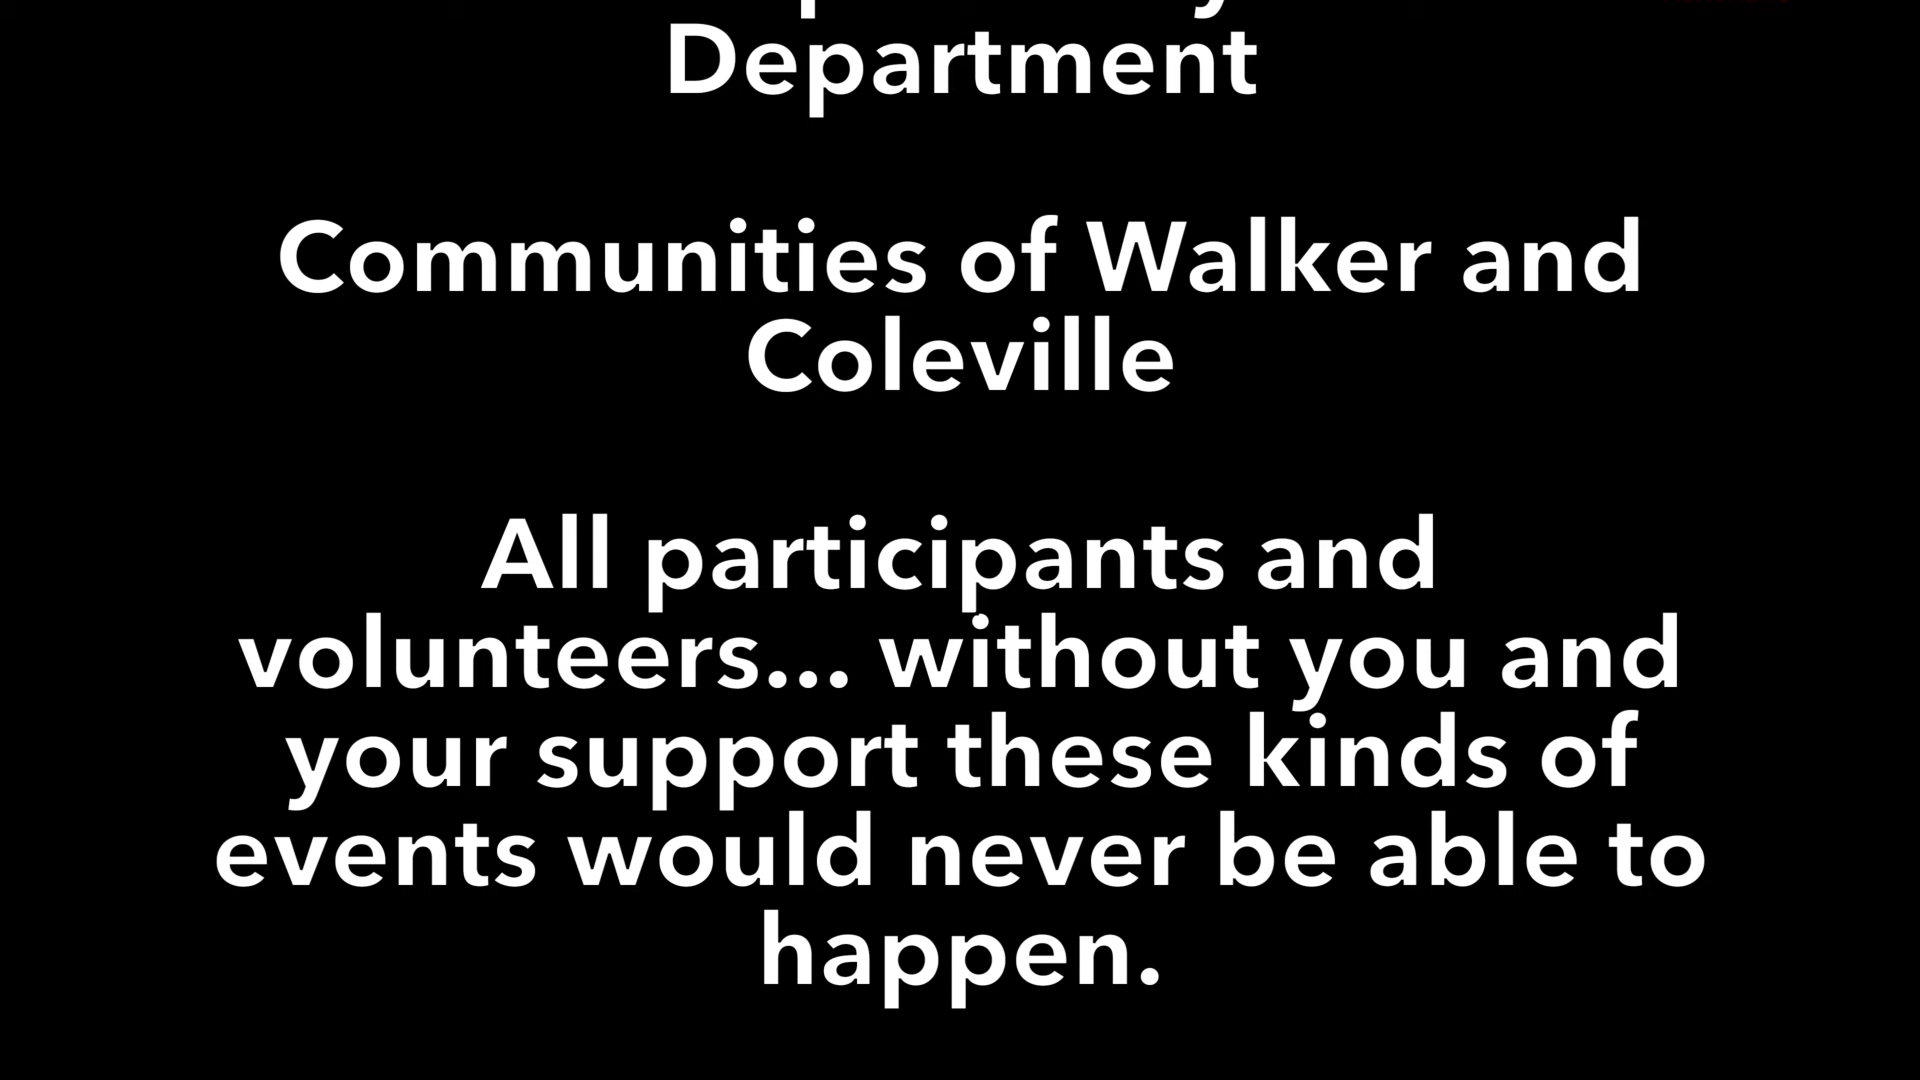 Department
Communities of Walker and
Coleville
All participants and
volunteers... without you and
your support these kinds of
events would never be able to
happen.